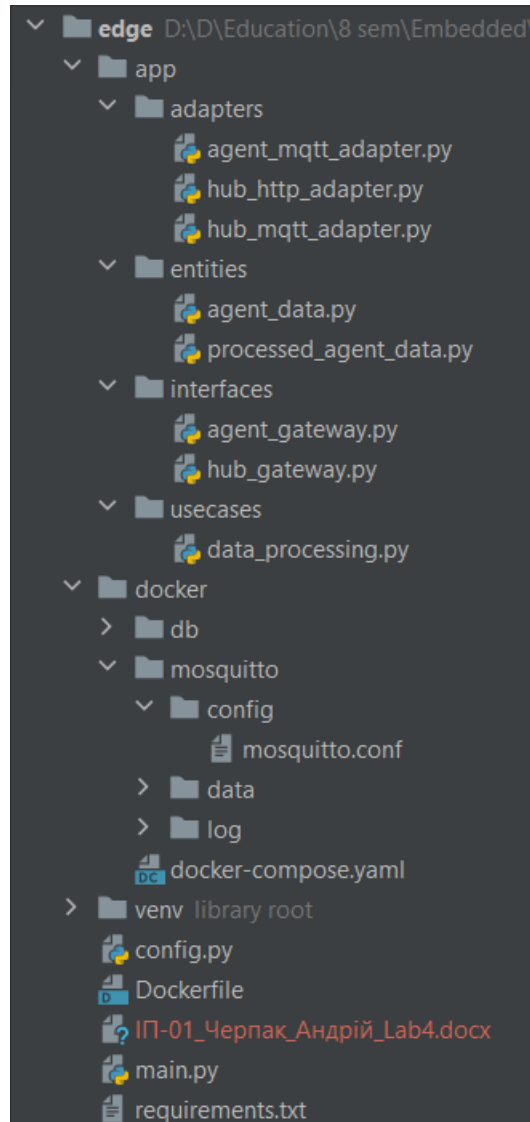 edge D:\D\Education\8 sem\Embedded\
app
adapters
agent_mqtt_adapter.py
hub_http_adapter.py
hub_mqtt_adapter.py
entities
agent_data.py
processed_agent_data.py
interfaces
agent_gateway.py
hub_gateway.py
usecases
data_processing.py
docker
db
mosquitto
config
mosquitto.conf
data
log
DC docker-compose.yaml
venv library root
config.py
D Dockerfile
ІП-01_Черпак_Андрій_Lab4.docx
main.py
requirements.txt